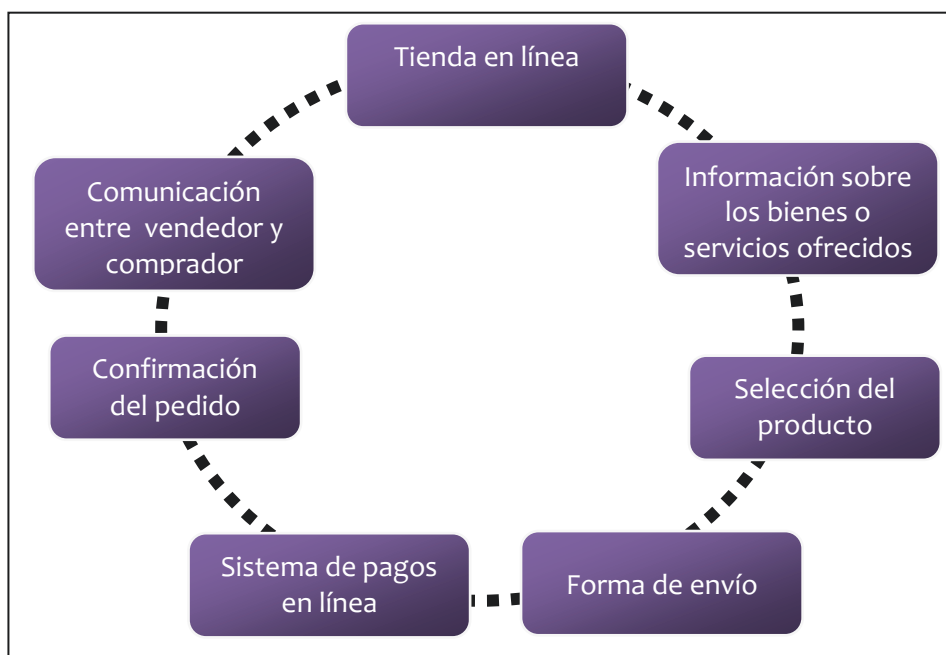 Tienda en línea
Información sobre
los bienes o
servicios ofrecidos
Selección del
producto
Forma de envío
Sistema de pagos
en línea
Confirmación
del pedido
Comunicación
entre vendedor y
comprador